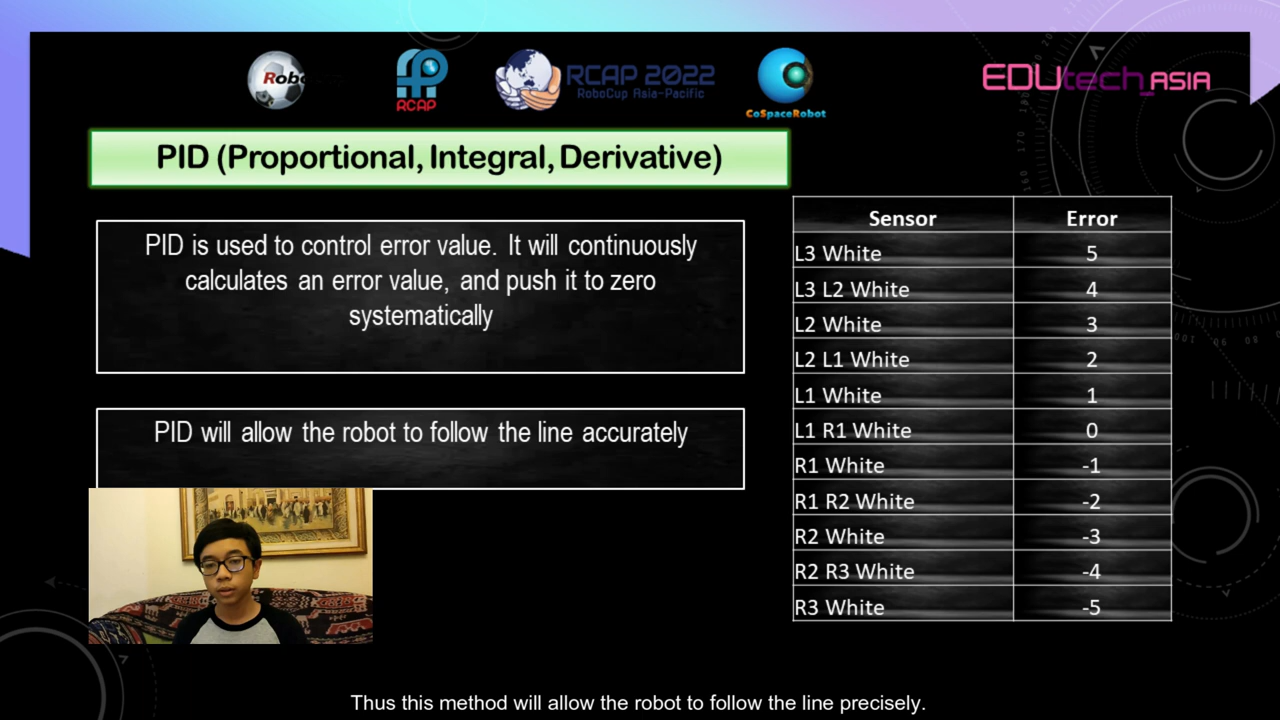 Robo
RCAP
RCAP 2022
RoboCup Asia-Pacific
CoSpaceRobot
EDUtech_ASIA
PID (Proportional, Integral, Derivative)
PID is used to control error value. It will continuously
calculates an error value, and push it to zero
systematically
PID will allow the robot to follow the line accurately
Sensor Error
L3 White 5
L3 L2 White 4
L2 White 3
L2 L1 White 2
L1 White 1
L1 R1 White 0
R1 White -1
R1 R2 White -2
R2 White -3
R2 R3 White -4
R3 White -5
Thus this method will allow the robot to follow the line precisely.